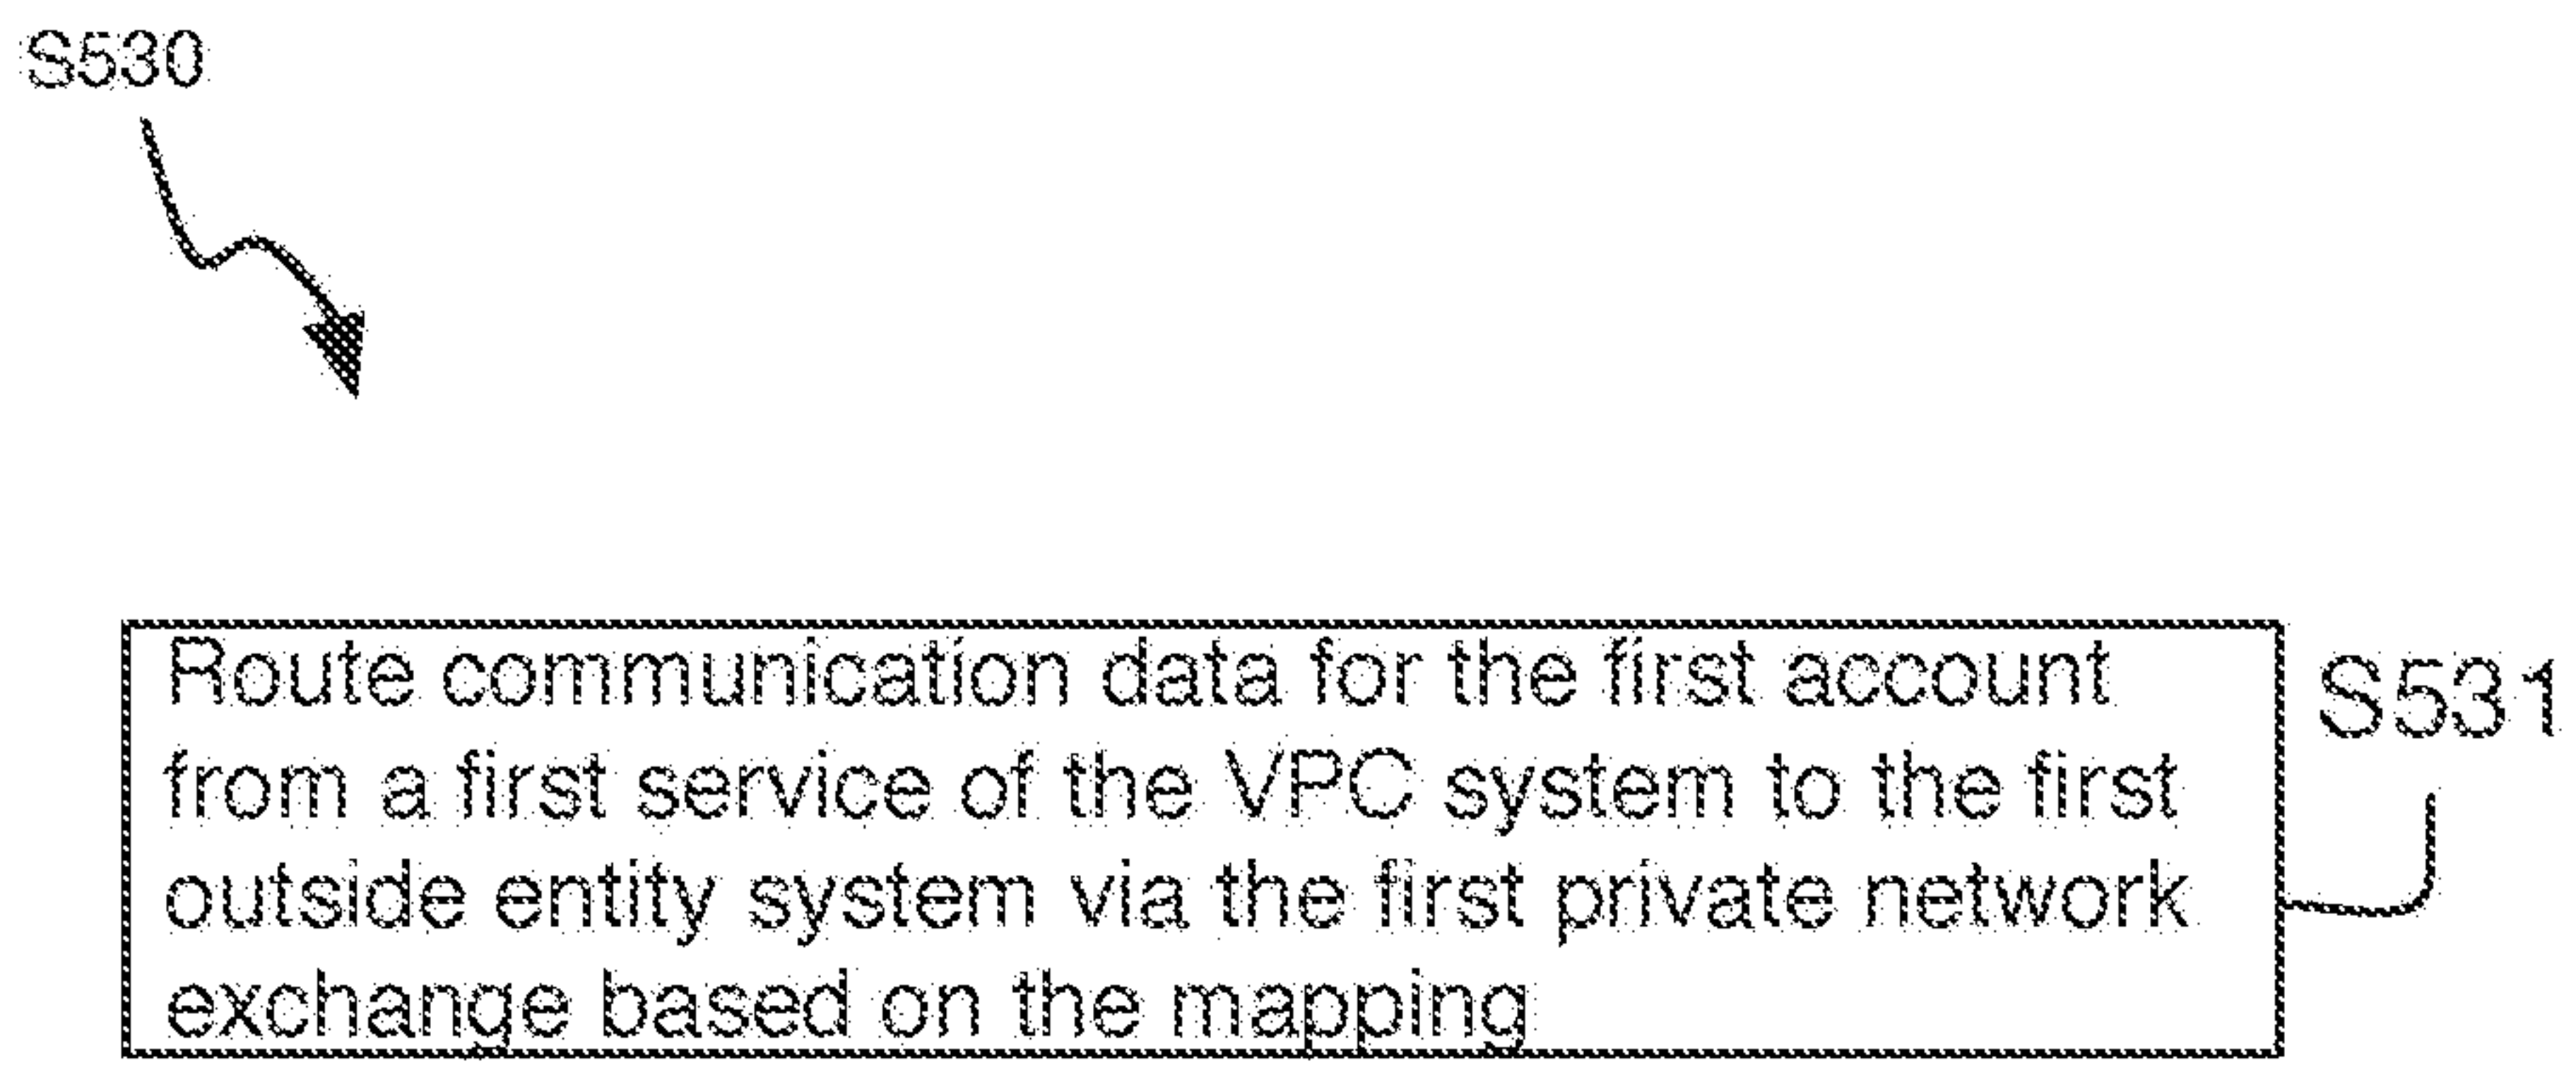 S530
Route communication data for the first account
from a first service of the VPC system to the first
outside entity system via the first private network
exchange based on the mapping
S531